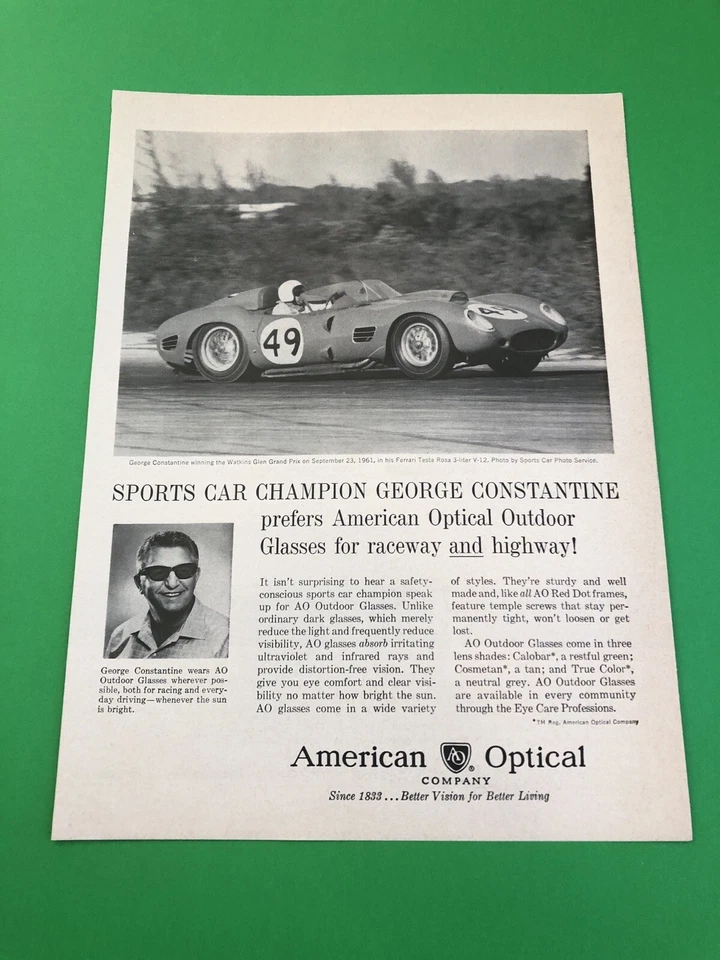 49
George Constantine winning the Watkins Glen Grand Prix on September 23, 1961, in his Ferrari Testa Rosa 3-liter V-12. Photo by Sports Car Photo Service.
SPORTS CAR CHAMPION GEORGE CONSTANTINE
prefers American Optical Outdoor
Glasses for raceway and highway!
George Constantine wears AO
Outdoor Glasses wherever pos-
sible, both for racing and every-
day driving—whenever the sun
is bright.
It isn't surprising to hear a safety-
conscious sports car champion speak
up for AO Outdoor Glasses. Unlike
ordinary dark glasses, which merely
reduce the light and frequently reduce
visibility, AO glasses absorb irritating
ultraviolet and infrared rays and
provide distortion-free vision. They
give you eye comfort and clear visi-
bility no matter how bright the sun.
AO glasses come in a wide variety
of styles. They're sturdy and well
made and, like all AO Red Dot frames,
feature temple screws that stay per-
manently tight, won't loosen or get
lost.
AO Outdoor Glasses come in three
lens shades: Calobar*, a restful green;
Cosmetan*, a tan; and True Color*,
a neutral grey. AO Outdoor Glasses
are available in every community
through the Eye Care Professions.
*TM Reg. American Optical Company
American AO® Optical
COMPANY
Since 1833...Better Vision for Better Living